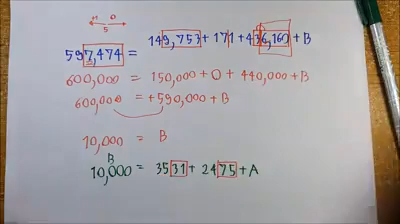 0
5
149,753 + 171 + 436,160 + B
597,474 =
600,000 = 150,000 + 0 + 440,000 + B
600,000 = +590,000 + B
10,000 = B
B
10,000 = 3531 + 2475 + A